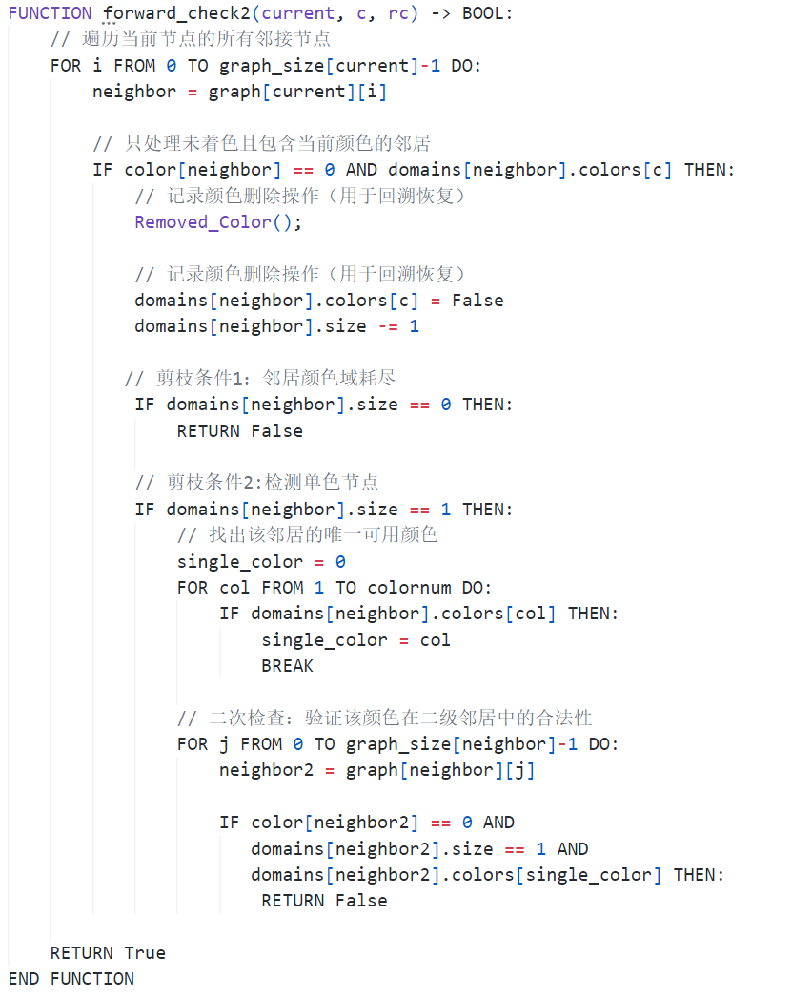 FUNCTION forward_check2(current, c, rc) -> BOOL:
// 遍历当前节点的所有邻接节点
FOR i FROM 0 TO graph_size[current]-1 DO:
neighbor = graph[current][i]
// 只处理未着色且包含当前颜色的邻居
IF color[neighbor] == 0 AND domains[neighbor].colors[c] THEN:
// 记录颜色删除操作（用于回溯恢复）
Removed_Color();
// 记录颜色删除操作（用于回溯恢复）
domains[neighbor].colors[c] = False
domains[neighbor].size -= 1
// 剪枝条件1: 邻居颜色域耗尽
IF domains[neighbor].size == 0 THEN:
RETURN False
// 剪枝条件2:检测单色节点
IF domains[neighbor].size == 1 THEN:
// 找出该邻居的唯一可用颜色
single_color = 0
FOR col FROM 1 TO colornum DO:
IF domains[neighbor].colors[col] THEN:
single_color = col
BREAK
// 二次检查: 验证该颜色在二级邻居中的合法性
FOR j FROM 0 TO graph_size[neighbor]-1 DO:
neighbor2 = graph[neighbor][j]
IF color[neighbor2] == 0 AND
domains[neighbor2].size == 1 AND
domains[neighbor2].colors[single_color] THEN:
RETURN False
RETURN True
END FUNCTION